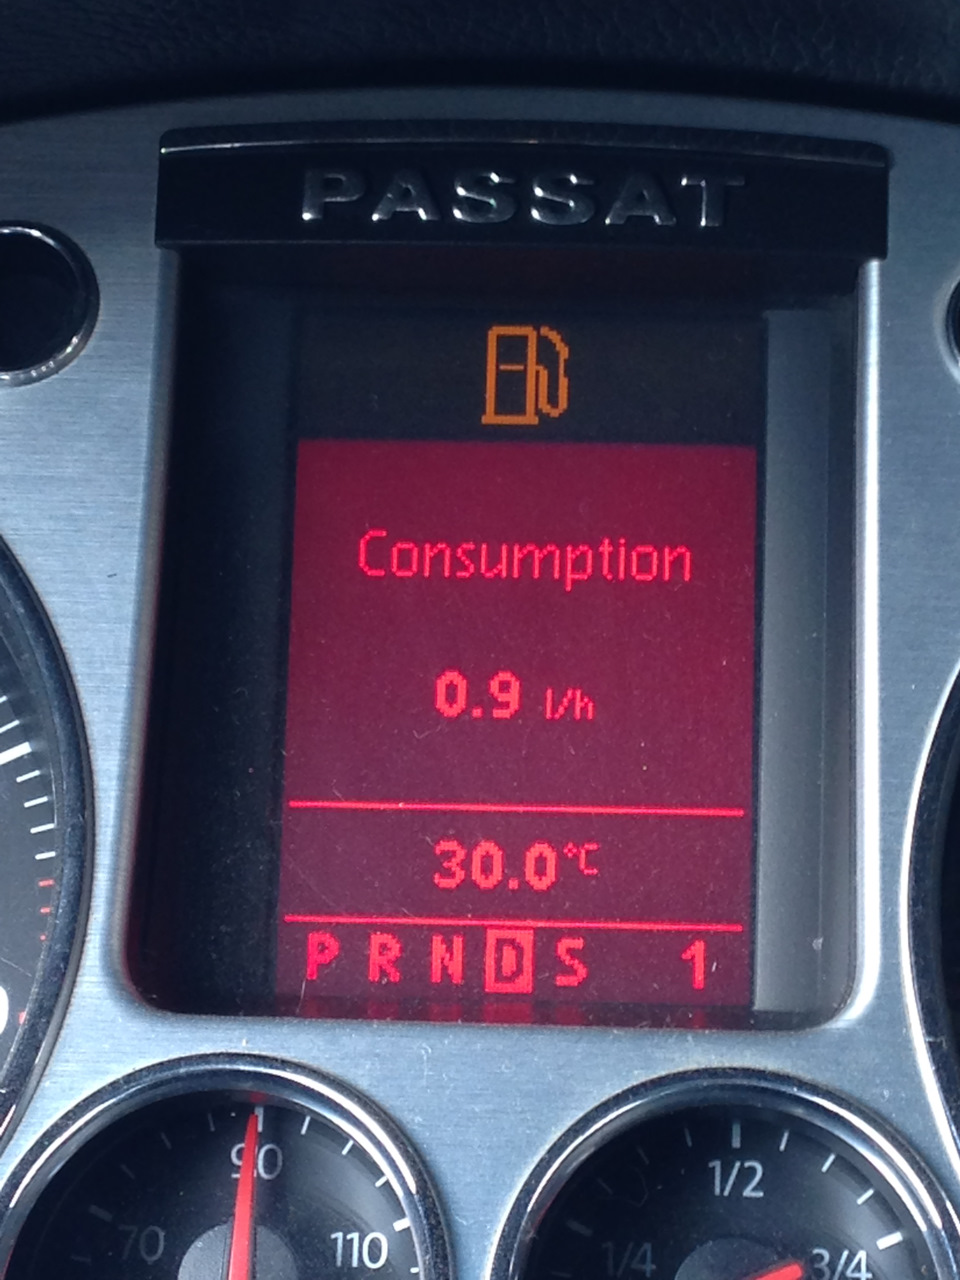 PASSAT
Consumption
0.9 l/h
30.0°C
P R N D S 1
90
70 110
1/2
1/4 3/4